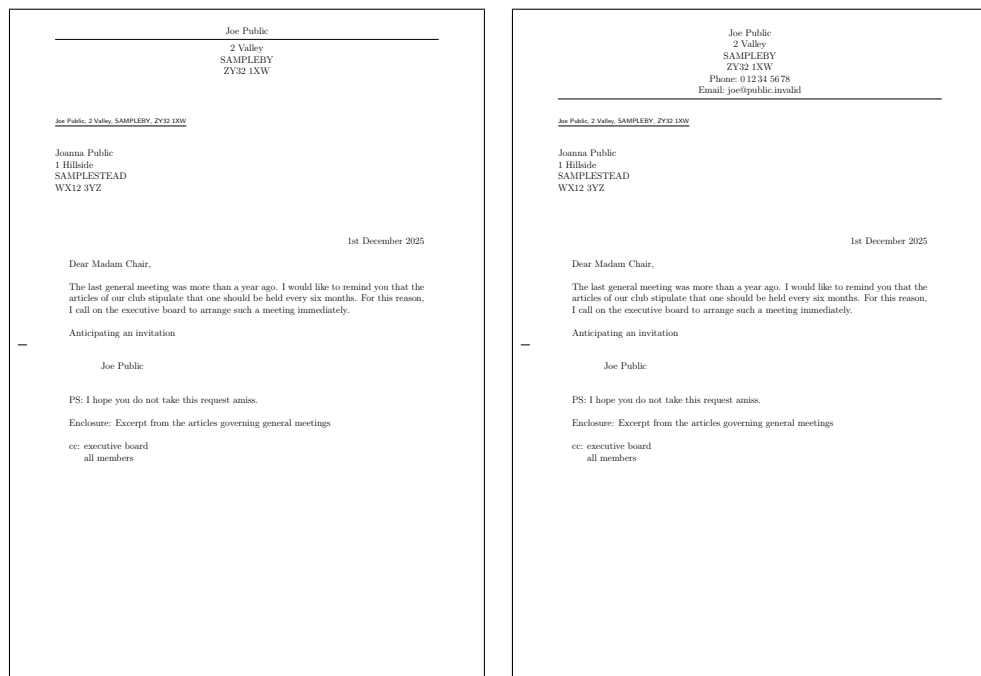 Joe Public
2 Valley
SAMPLEBY
ZY32 1XW
Joe Public, 2 Valley, SAMPLEBY, ZY32 1XW
Joanna Public
1 Hillside
SAMPLESTEAD
WX12 3YZ
1st December 2025
Dear Madam Chair,
The last general meeting was more than a year ago. I would like to remind you that the
articles of our club stipulate that one should be held every six months. For this reason,
I call on the executive board to arrange such a meeting immediately.
Anticipating an invitation
Joe Public
PS: I hope you do not take this request amiss.
Enclosure: Excerpt from the articles governing general meetings
cc: executive board
all members
Joe Public
2 Valley
SAMPLEBY
ZY32 1XW
Phone: 0 12 34 56 78
Email: joe@public.invalid
Joe Public, 2 Valley, SAMPLEBY, ZY32 1XW
Joanna Public
1 Hillside
SAMPLESTEAD
WX12 3YZ
1st December 2025
Dear Madam Chair,
The last general meeting was more than a year ago. I would like to remind you that the
articles of our club stipulate that one should be held every six months. For this reason,
I call on the executive board to arrange such a meeting immediately.
Anticipating an invitation
Joe Public
PS: I hope you do not take this request amiss.
Enclosure: Excerpt from the articles governing general meetings
cc: executive board
all members